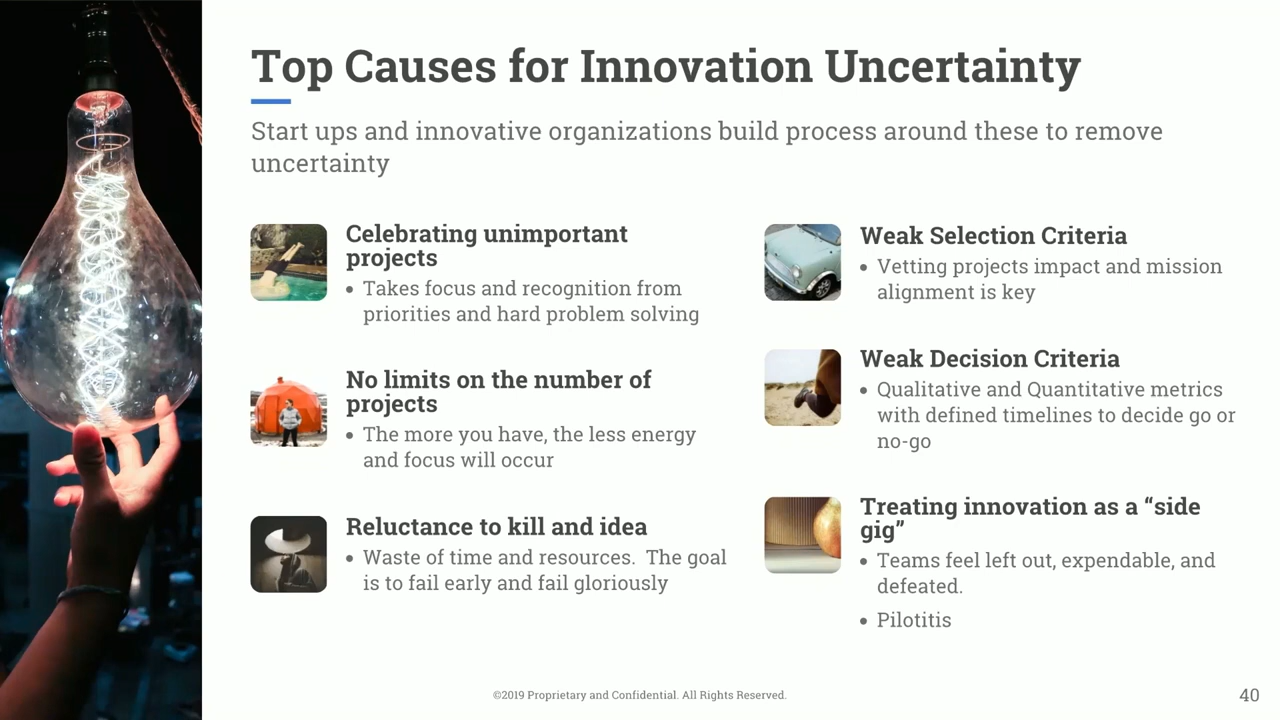 Top Causes for Innovation Uncertainty
Start ups and innovative organizations build process around these to remove
uncertainty
Celebrating unimportant
projects
• Takes focus and recognition from
priorities and hard problem solving
No limits on the number of
projects
• The more you have, the less energy
and focus will occur
Reluctance to kill and idea
• Waste of time and resources.  The goal
is to fail early and fail gloriously
Weak Selection Criteria
• Vetting projects impact and mission
alignment is key
Weak Decision Criteria
• Qualitative and Quantitative metrics
with defined timelines to decide go or
no-go
Treating innovation as a “side
gig”
• Teams feel left out, expendable, and
defeated.
• Pilotitis
©2019 Proprietary and Confidential. All Rights Reserved.
40